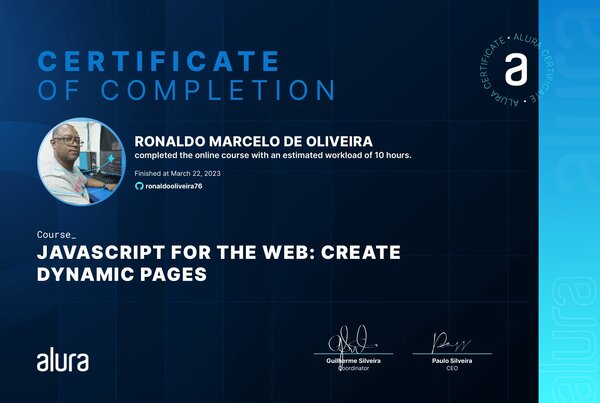 CERTIFICATE
OF COMPLETION
ALURA CERTIFICATE • ALURA CERTIFICATE •
a
RONALDO MARCELO DE OLIVEIRA
completed the online course with an estimated workload of 10 hours.
Finished at March 22, 2023
ronaldooliveira76
Course_
JAVASCRIPT FOR THE WEB: CREATE
DYNAMIC PAGES
alura
Guilherme Silveira
Coordinator
Paulo Silveira
CEO
alura
alura